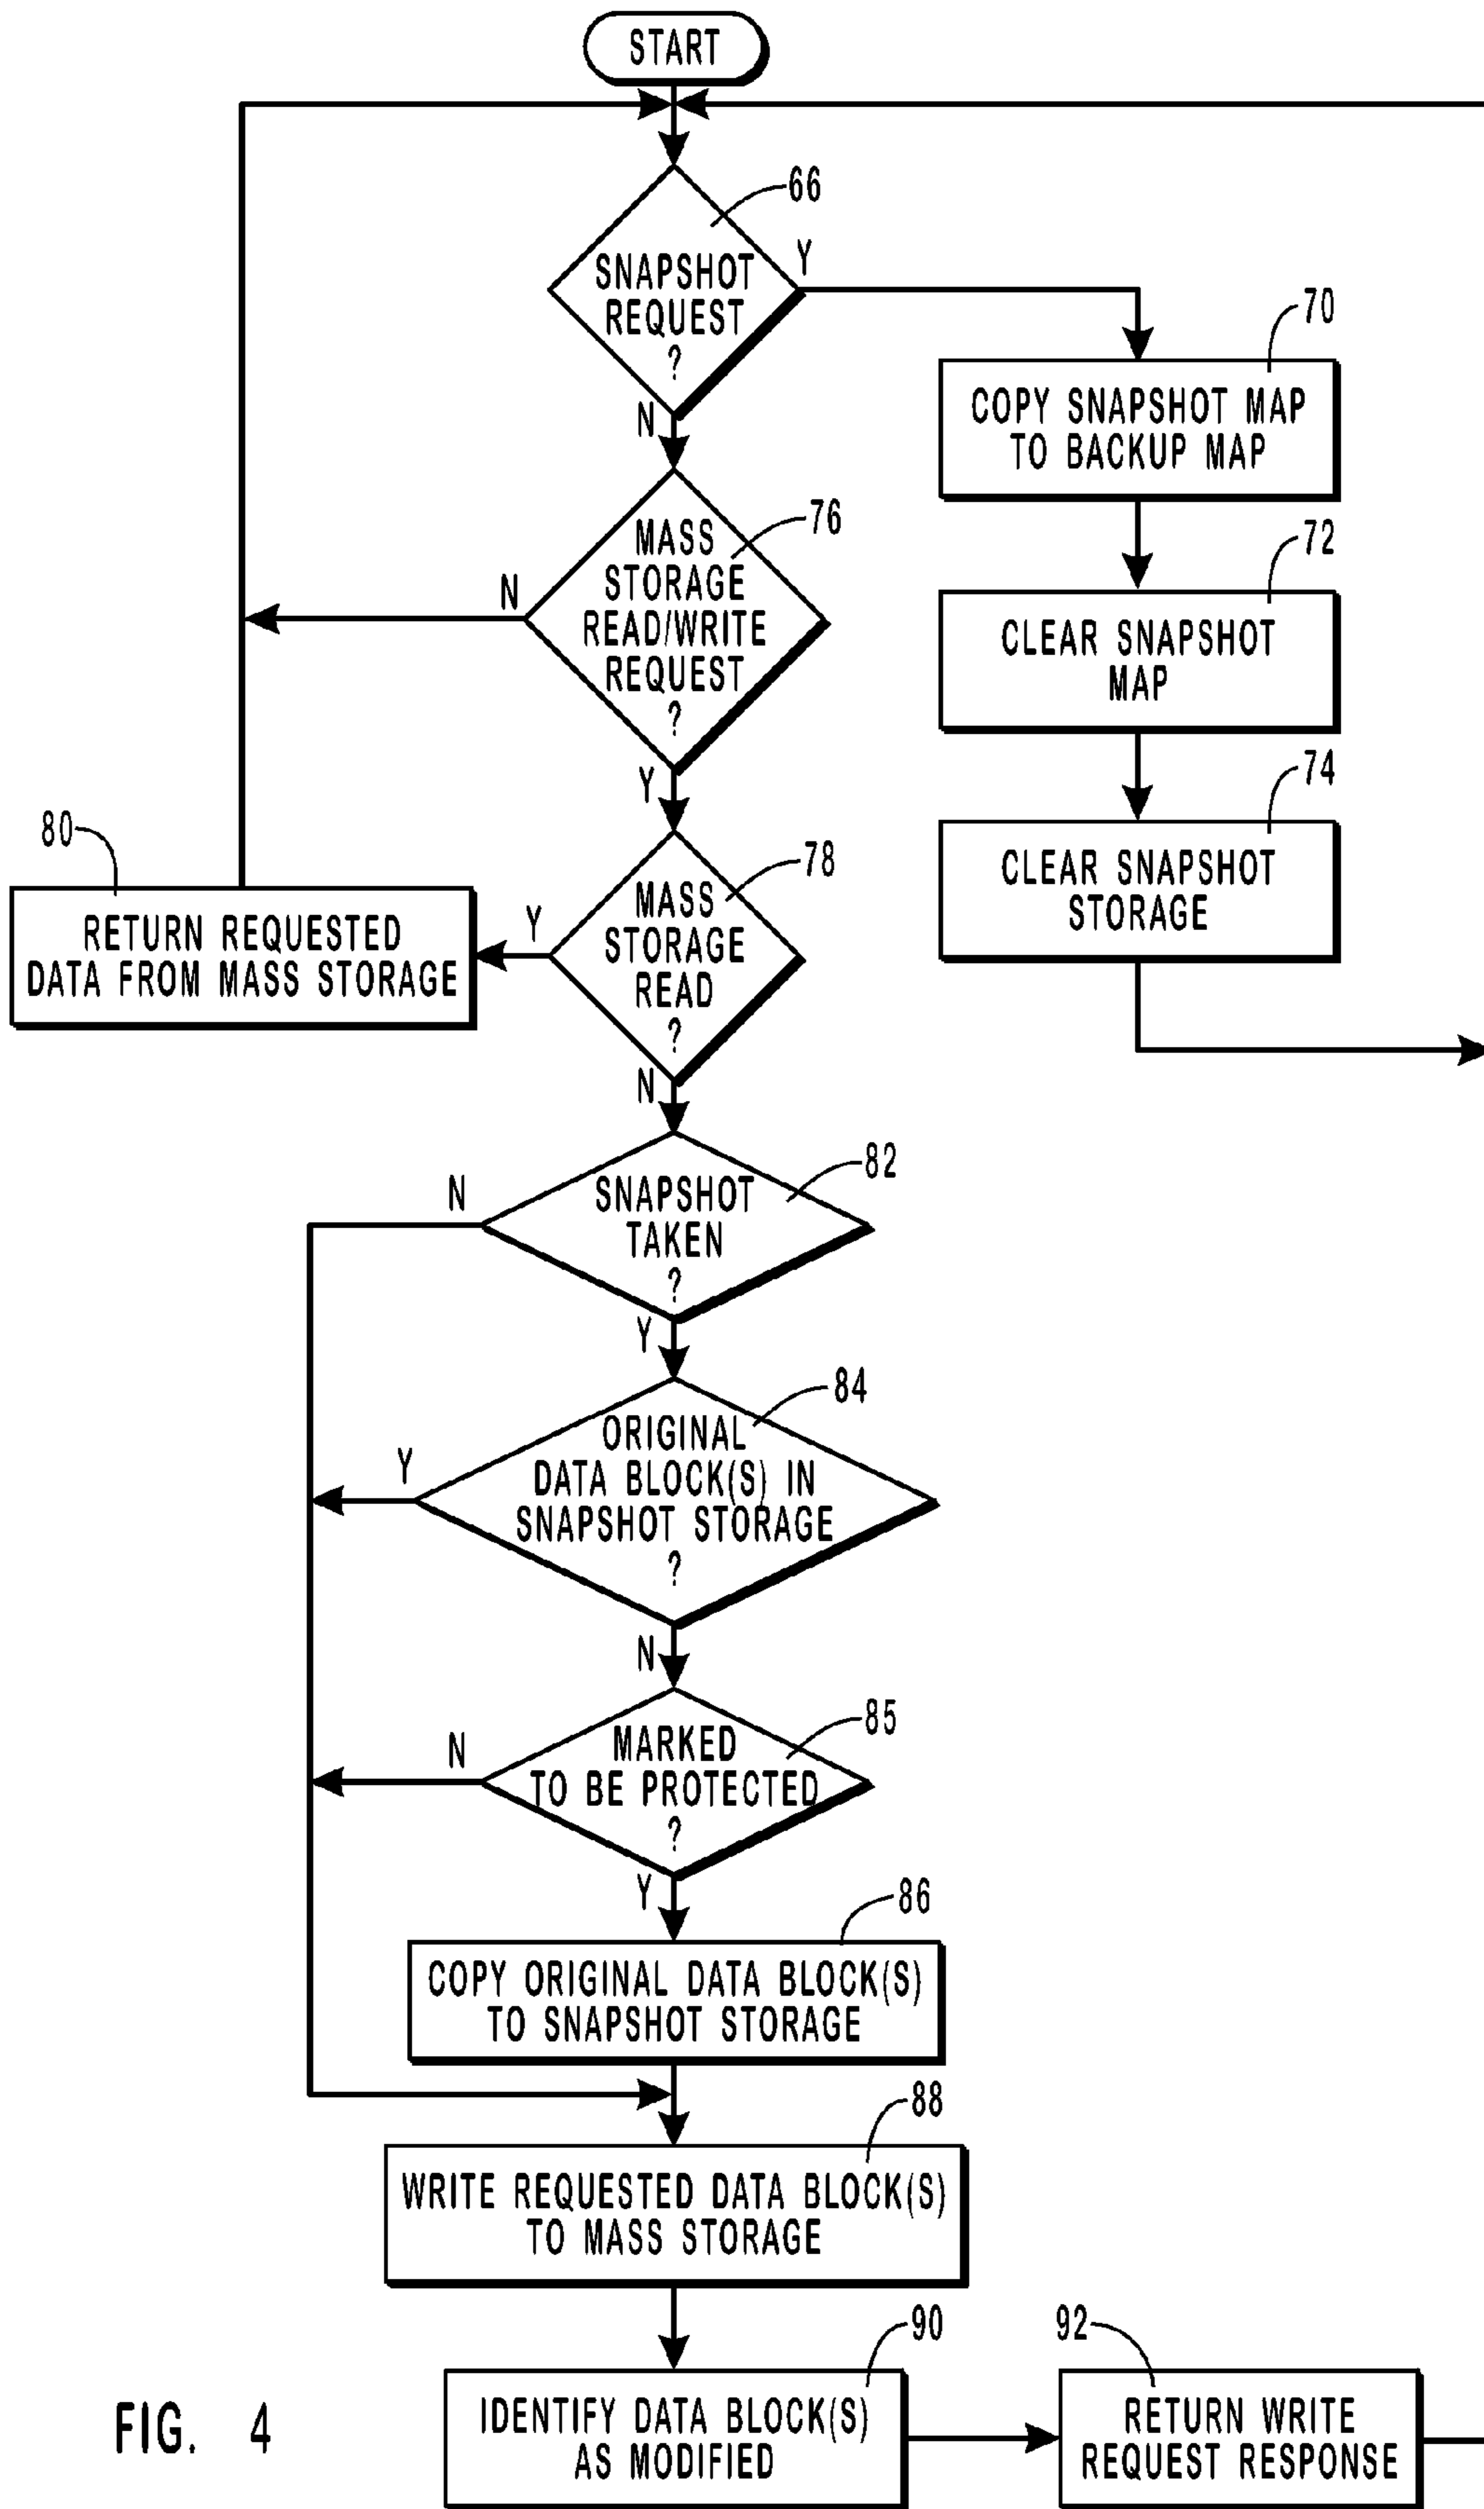 START
66
SNAPSHOT
REQUEST
?
Y
N
70
COPY SNAPSHOT MAP
TO BACKUP MAP
72
CLEAR SNAPSHOT
MAP
74
CLEAR SNAPSHOT
STORAGE
76
MASS
STORAGE
READ/WRITE
REQUEST
?
N
Y
78
MASS
STORAGE
READ
?
Y
N
80
RETURN REQUESTED
DATA FROM MASS STORAGE
82
SNAPSHOT
TAKEN
?
N
Y
84
ORIGINAL
DATA BLOCK(S) IN
SNAPSHOT STORAGE
?
Y
N
85
MARKED
TO BE PROTECTED
?
N
Y
86
COPY ORIGINAL DATA BLOCK(S)
TO SNAPSHOT STORAGE
88
WRITE REQUESTED DATA BLOCK(S)
TO MASS STORAGE
90
IDENTIFY DATA BLOCK(S)
AS MODIFIED
92
RETURN WRITE
REQUEST RESPONSE
FIG. 4